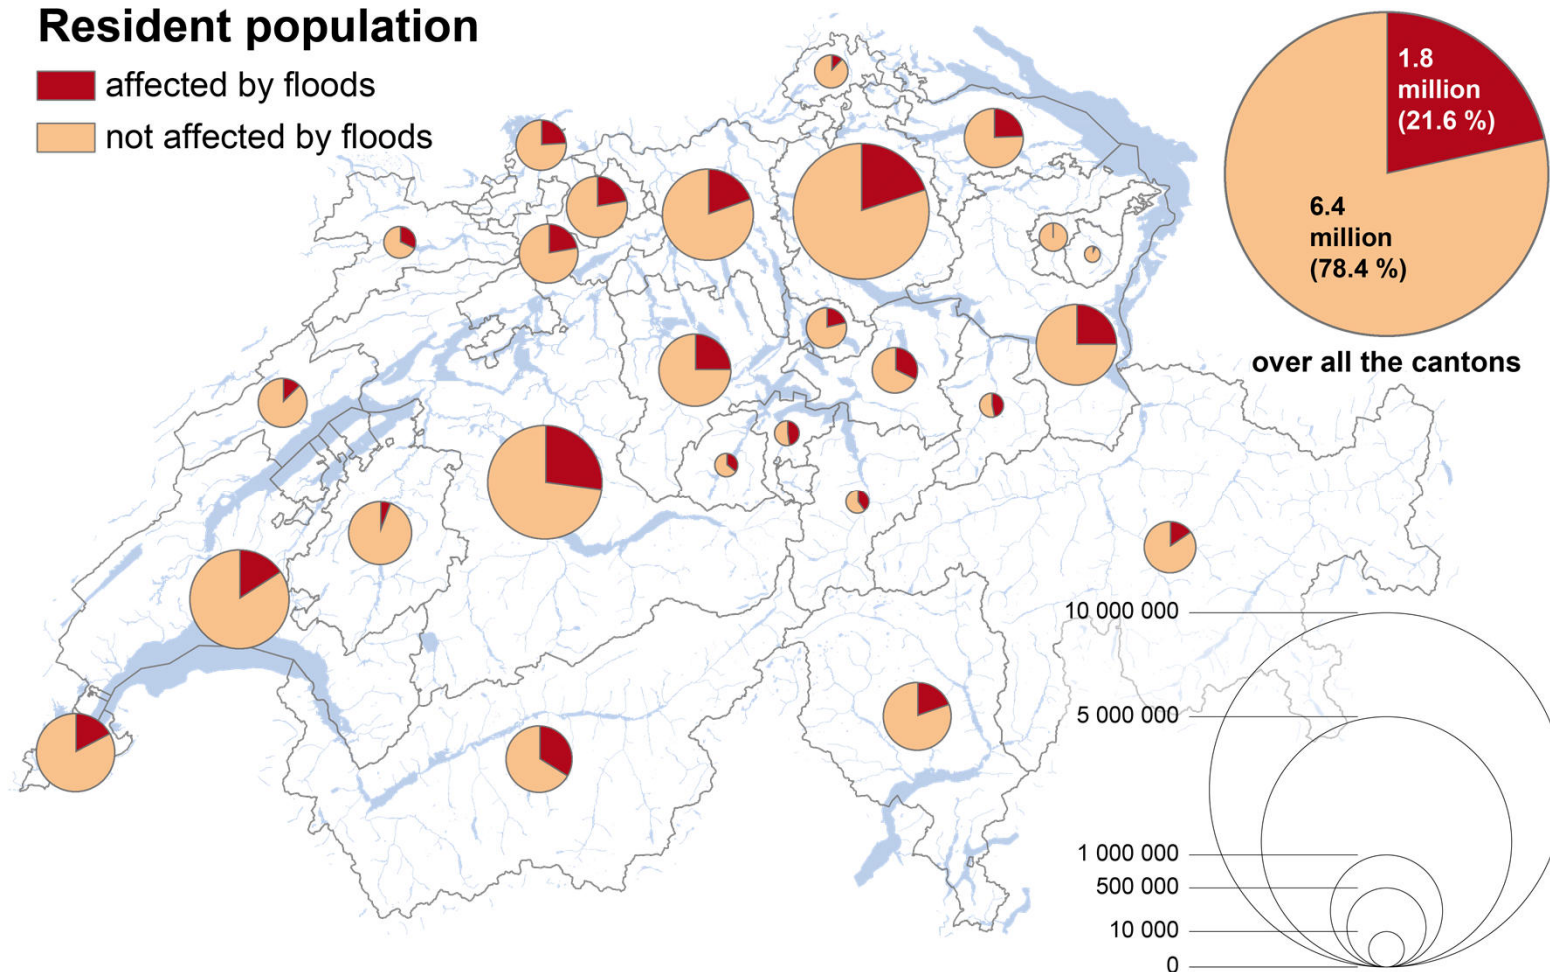 Resident population
affected by floods
not affected by floods
1.8
million
(21.6 %)
6.4
million
(78.4 %)
over all the cantons
10 000 000
5 000 000
1 000 000
500 000
10 000
0